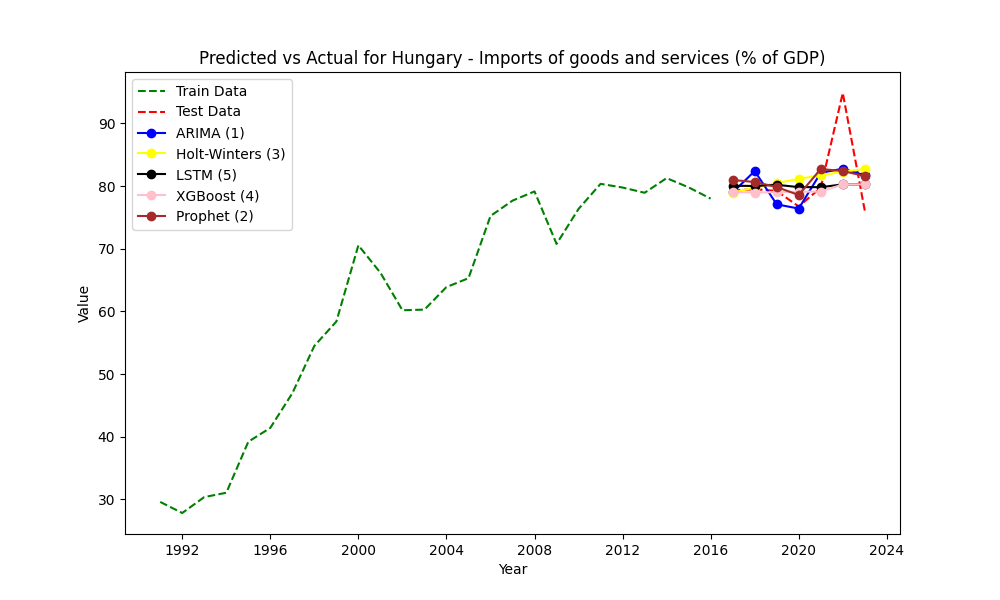 Predicted vs Actual for Hungary - Imports of goods and services (% of GDP)
Train Data
Test Data
ARIMA (1)
Holt-Winters (3)
LSTM (5)
XGBoost (4)
Prophet (2)
Value
90
80
70
60
50
40
30
1992 1996 2000 2004 2008 2012 2016 2020 2024
Year